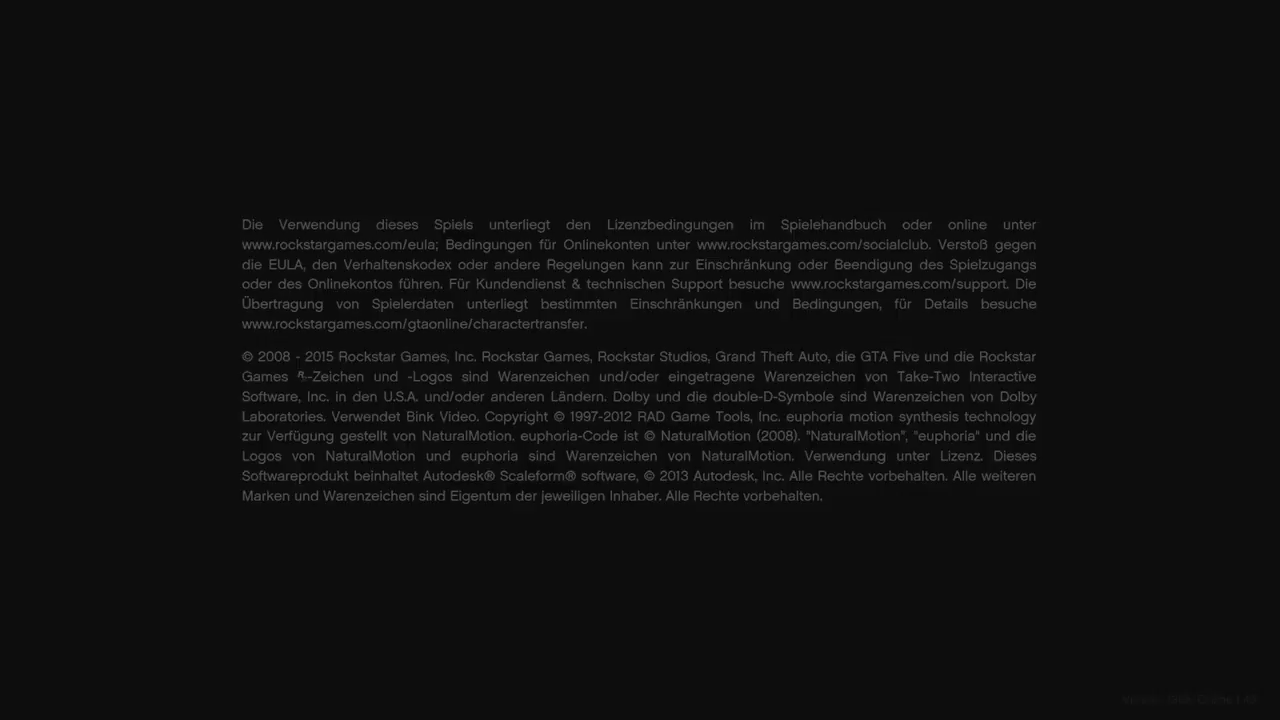 Die Verwendung dieses Spiels unterliegt den Lizenzbedingungen im Spielehandbuch oder online unter
www.rockstargames.com/eula; Bedingungen für Onlinekonten unter www.rockstargames.com/socialclub. Verstoß gegen
die EULA, den Verhaltenskodex oder andere Regelungen kann zur Einschränkung oder Beendigung des Spielzugangs
oder des Onlinekontos führen. Für Kundendienst & technischen Support besuche www.rockstargames.com/support. Die
Übertragung von Spielerdaten unterliegt bestimmten Einschränkungen und Bedingungen, für Details besuche
www.rockstargames.com/gtaonline/charactertransfer.
© 2008 - 2015 Rockstar Games, Inc. Rockstar Games, Rockstar Studios, Grand Theft Auto, die GTA Five und die Rockstar
Games R*-Zeichen und -Logos sind Warenzeichen und/oder eingetragene Warenzeichen von Take-Two Interactive
Software, Inc. in den U.S.A. und/oder anderen Ländern. Dolby und die double-D-Symbole sind Warenzeichen von Dolby
Laboratories. Verwendet Bink Video. Copyright © 1997-2012 RAD Game Tools, Inc. euphoria motion synthesis technology
zur Verfügung gestellt von NaturalMotion. euphoria-Code ist © NaturalMotion (2008). "NaturalMotion", "euphoria" und die
Logos von NaturalMotion und euphoria sind Warenzeichen von NaturalMotion. Verwendung unter Lizenz. Dieses
Softwareprodukt beinhaltet Autodesk® Scaleform® software, © 2013 Autodesk, Inc. Alle Rechte vorbehalten. Alle weiteren
Marken und Warenzeichen sind Eigentum der jeweiligen Inhaber. Alle Rechte vorbehalten.